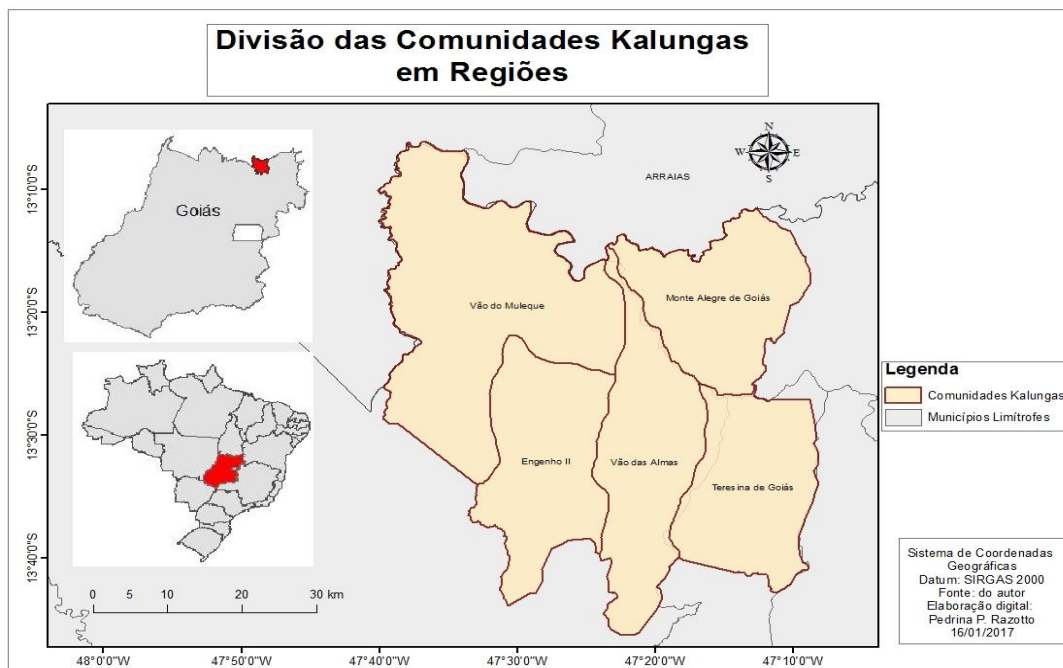 Divisão das Comunidades Kalungas
em Regiões
Goiás
ARRAIAS
N
W
E
S
Vão do Muleque
Monte Alegre de Goiás
Engenho II
Vão das Almas
Teresina de Goiás
13°10'0"S
13°20'0"S
13°30'0"S
13°40'0"S
0 5 10 20 30 km
48°0'0"W 47°50'0"W 47°40'0"W 47°30'0"W 47°20'0"W 47°10'0"W
Legenda
Comunidades Kalungas
Municípios Limítrofes
Sistema de Coordenadas
Geográficas
Datum: SIRGAS 2000
Fonte: do autor
Elaboração digital:
Pedrina P. Razotto
16/01/2017